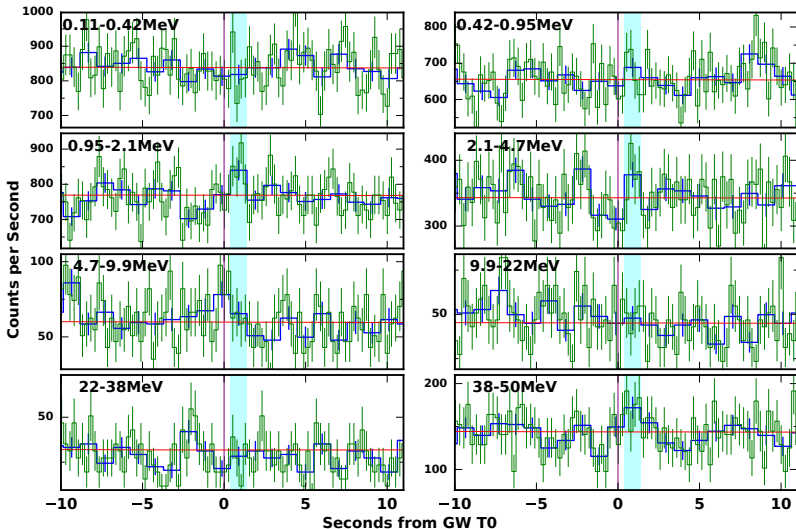 1000
900
800
700
0.11-0.42MeV
800
700
600
0.42-0.95MeV
900
800
700
0.95-2.1MeV
400
300
2.1-4.7MeV
100
50
4.7-9.9MeV
50
9.9-22MeV
50
22-38MeV
200
150
100
38-50MeV
Counts per Second
−10 −5 0 5 10
−10 −5 0 5 10
Seconds from GW T0